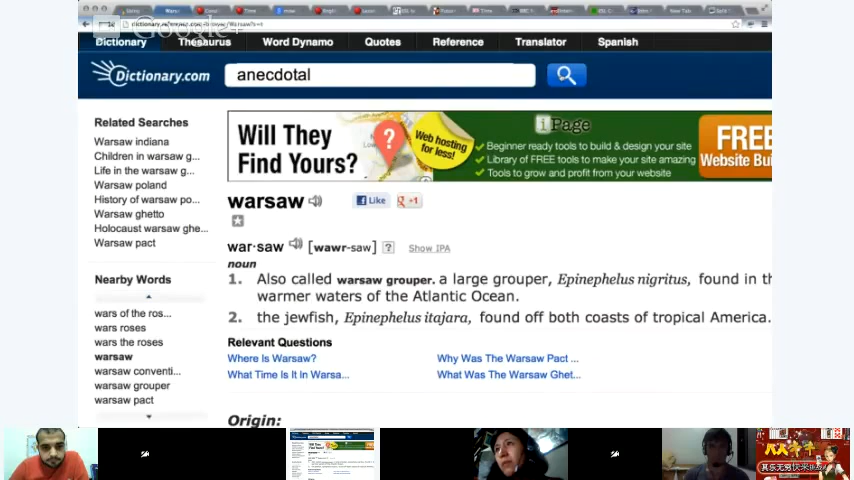 Google+
Dictionary Thesaurus Word Dynamo Quotes Reference Translator Spanish
Dictionary.com
anecdotal
Related Searches
Warsaw indiana
Children in warsaw g...
Life in the warsaw g...
Warsaw poland
History of warsaw po...
Warsaw ghetto
Holocaust warsaw ghe...
Warsaw pact
Nearby Words
wars of the ros...
wars roses
wars the roses
warsaw
warsaw conventi...
warsaw grouper
warsaw pact
Will They
Find Yours?
?
Web hosting
for less!
iPage
Beginner ready tools to build & design your site
Library of FREE tools to make your site amazing
Tools to grow and profit from your website
FREE
Website Bui
warsaw
Like
+1
war·saw [wawr-saw] ? Show IPA
noun
1. Also called warsaw grouper. a large grouper, Epinephelus nigritus, found in th
warmer waters of the Atlantic Ocean.
2. the jewfish, Epinephelus itajara, found off both coasts of tropical America.
Relevant Questions
Where Is Warsaw? Why Was The Warsaw Pact ...
What Time Is It In Warsa... What Was The Warsaw Ghet...
Origin: